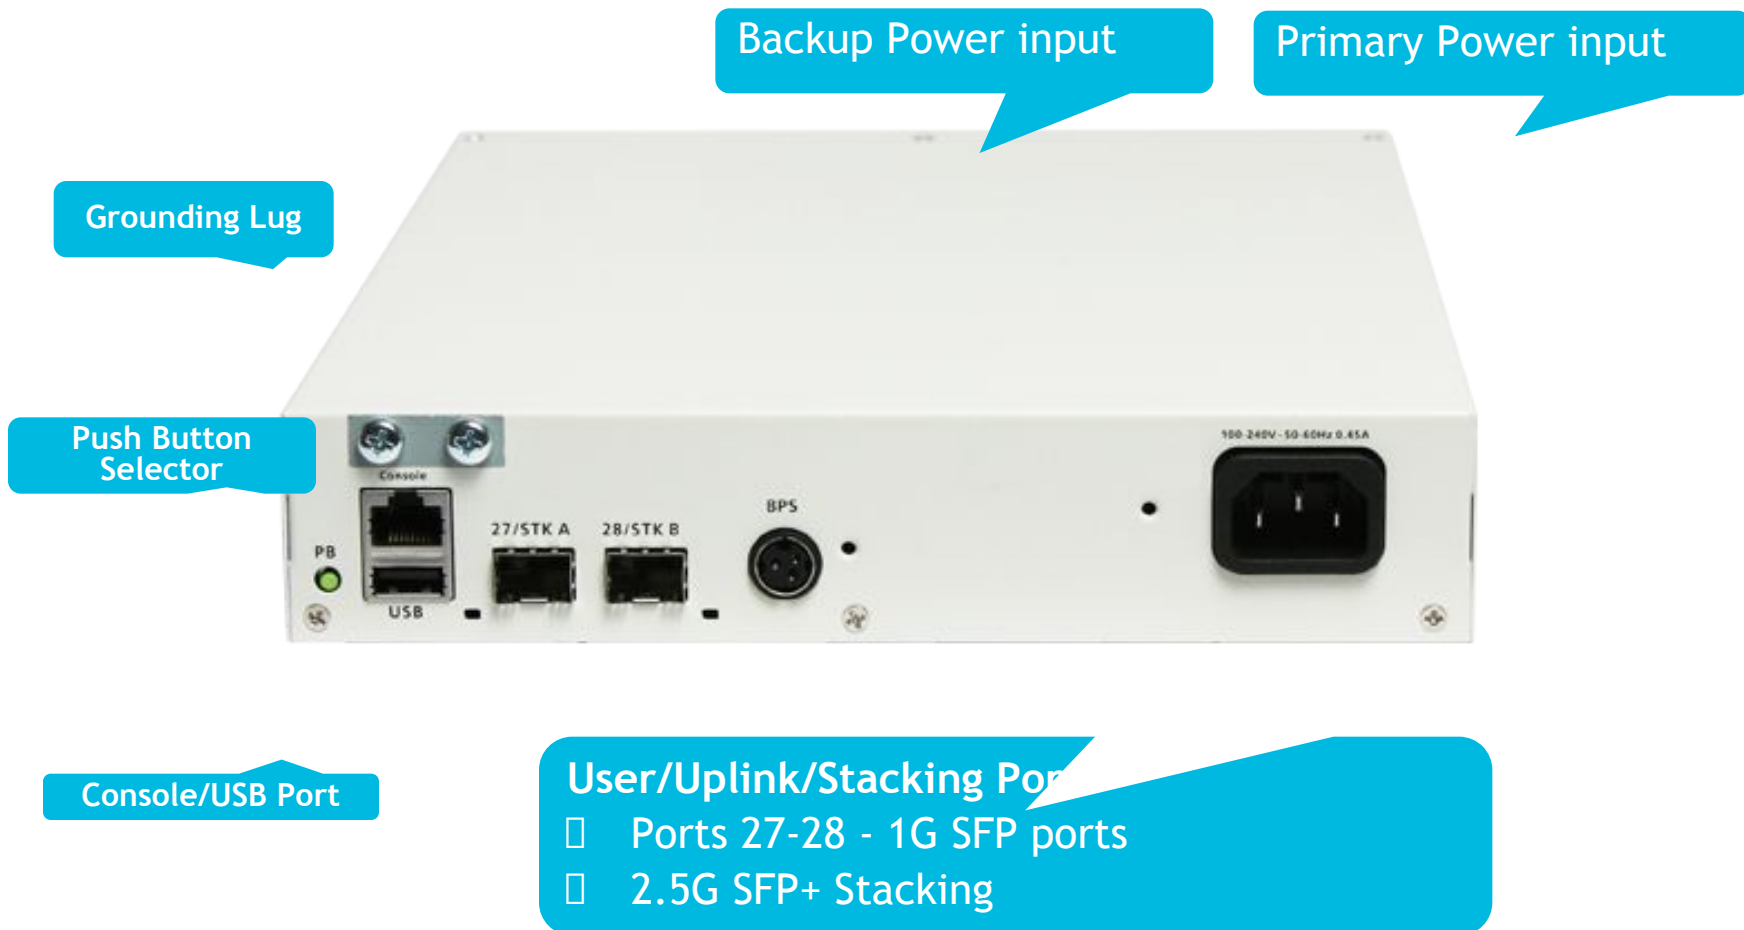 Backup Power input
Primary Power input
Grounding Lug
Push Button
Selector
100-240V - 50-60Hz 0.45A
Console
BPS
27/STK A
28/STK B
PB
USB
User/Uplink/Stacking
Console/USB Port
Ports 27-28 - 1G SFP ports
2.5G SFP+ Stacking